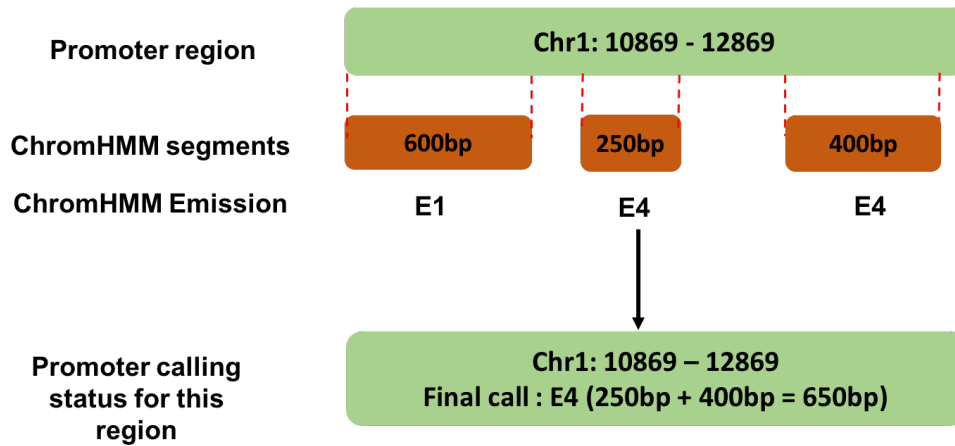 Promoter region
Chr1: 10869 - 12869
ChromHMM segments
600bp
250bp
400bp
ChromHMM Emission
E1
E4
E4
Promoter calling
status for this
region
Chr1: 10869 – 12869
Final call : E4 (250bp + 400bp = 650bp)